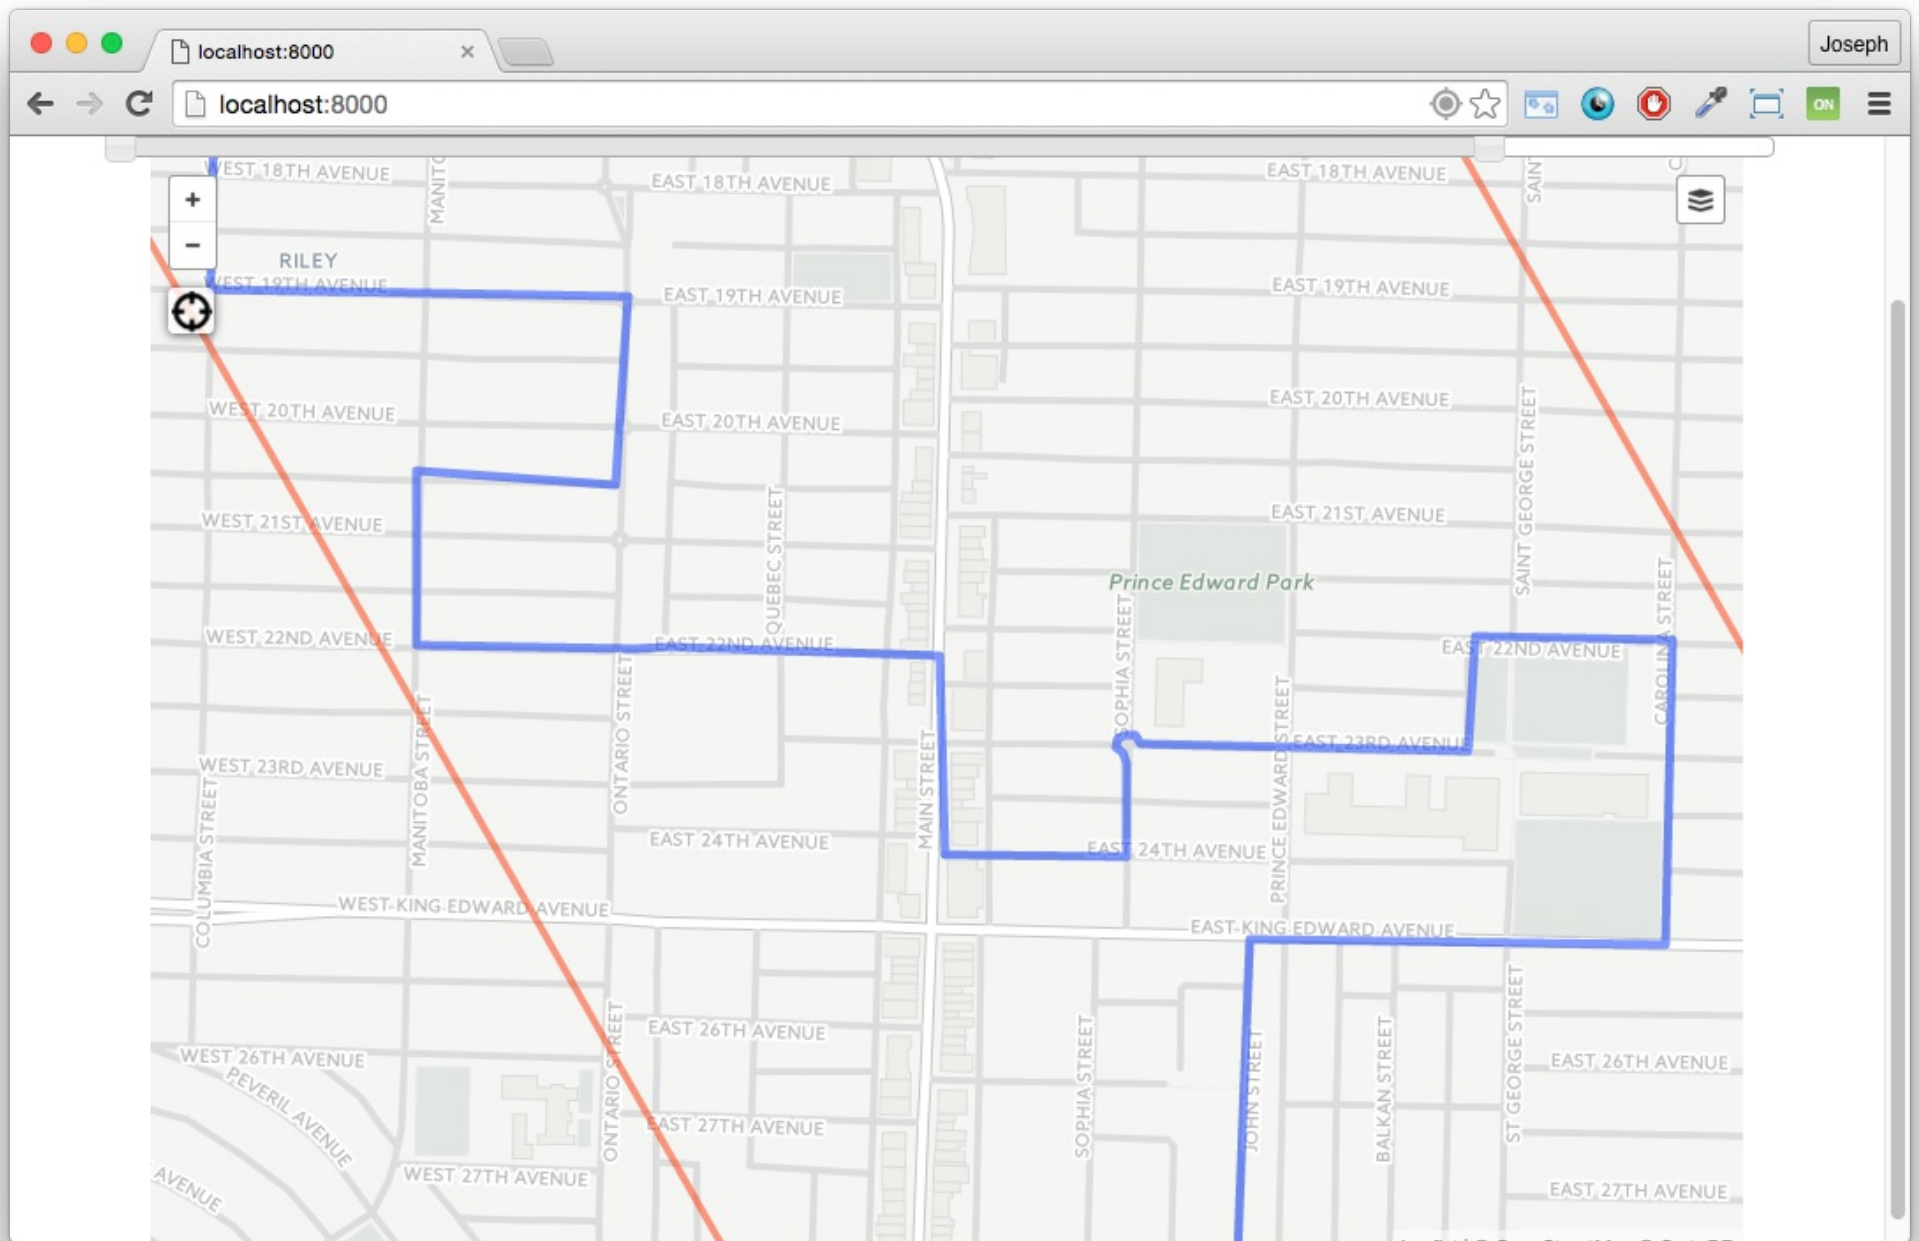 localhost:8000
Joseph
localhost:8000
ON
WEST 18TH AVENUE
EAST 18TH AVENUE
EAST 18TH AVENUE
+
−
RILEY
WEST 19TH AVENUE
EAST 19TH AVENUE
EAST 19TH AVENUE
WEST 20TH AVENUE
EAST 20TH AVENUE
EAST 20TH AVENUE
SAINT GEORGE STREET
WEST 21ST AVENUE
EAST 21ST AVENUE
QUEBEC STREET
Prince Edward Park
WEST 22ND AVENUE
EAST 22ND AVENUE
SOPHIA STREET
EAST 22ND AVENUE
CAROLINA STREET
ONTARIO STREET
MANITOBA STREET
WEST 23RD AVENUE
MAIN STREET
PRINCE EDWARD STREET
EAST 23RD AVENUE
COLUMBIA STREET
EAST 24TH AVENUE
EAST 24TH AVENUE
WEST KING EDWARD AVENUE
EAST KING EDWARD AVENUE
WEST 26TH AVENUE
EAST 26TH AVENUE
EAST 26TH AVENUE
PEVERIL AVENUE
ONTARIO STREET
SOPHIA STREET
JOHN STREET
BALKAN STREET
ST GEORGE STREET
EAST 27TH AVENUE
AVENUE
WEST 27TH AVENUE
EAST 27TH AVENUE